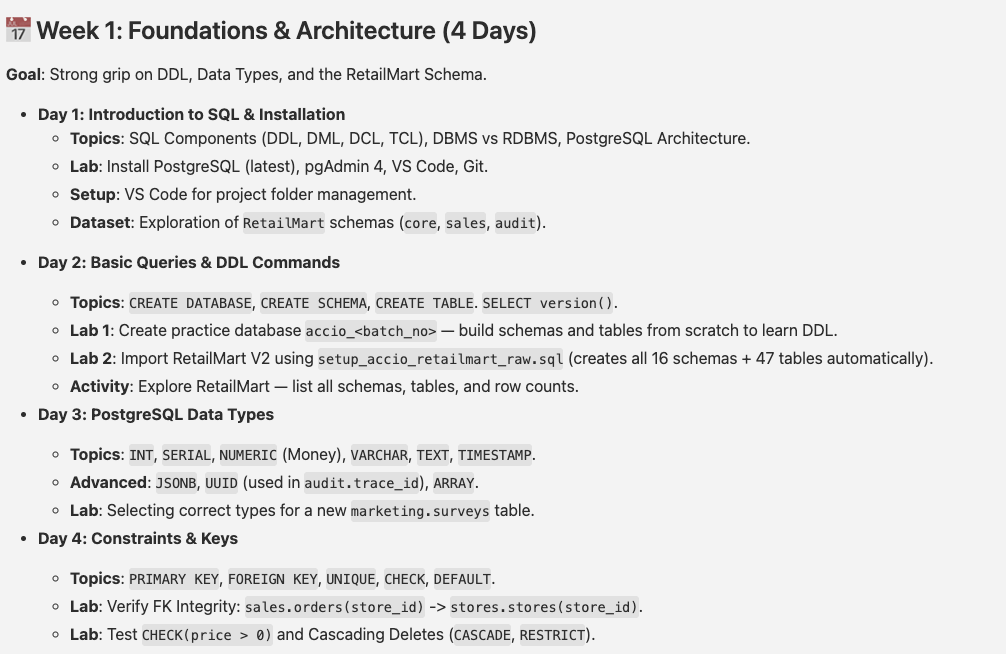 17 Week 1: Foundations & Architecture (4 Days)
Goal: Strong grip on DDL, Data Types, and the RetailMart Schema.
• Day 1: Introduction to SQL & Installation
◦ Topics: SQL Components (DDL, DML, DCL, TCL), DBMS vs RDBMS, PostgreSQL Architecture.
◦ Lab: Install PostgreSQL (latest), pgAdmin 4, VS Code, Git.
◦ Setup: VS Code for project folder management.
◦ Dataset: Exploration of RetailMart schemas (core, sales, audit).
• Day 2: Basic Queries & DDL Commands
◦ Topics: CREATE DATABASE, CREATE SCHEMA, CREATE TABLE. SELECT version().
◦ Lab 1: Create practice database accio_<batch_no> — build schemas and tables from scratch to learn DDL.
◦ Lab 2: Import RetailMart V2 using setup_accio_retailmart_raw.sql (creates all 16 schemas + 47 tables automatically).
◦ Activity: Explore RetailMart — list all schemas, tables, and row counts.
• Day 3: PostgreSQL Data Types
◦ Topics: INT, SERIAL, NUMERIC (Money), VARCHAR, TEXT, TIMESTAMP.
◦ Advanced: JSONB, UUID (used in audit.trace_id), ARRAY.
◦ Lab: Selecting correct types for a new marketing.surveys table.
• Day 4: Constraints & Keys
◦ Topics: PRIMARY KEY, FOREIGN KEY, UNIQUE, CHECK, DEFAULT.
◦ Lab: Verify FK Integrity: sales.orders(store_id) -> stores.stores(store_id).
◦ Lab: Test CHECK(price > 0) and Cascading Deletes (CASCADE, RESTRICT).